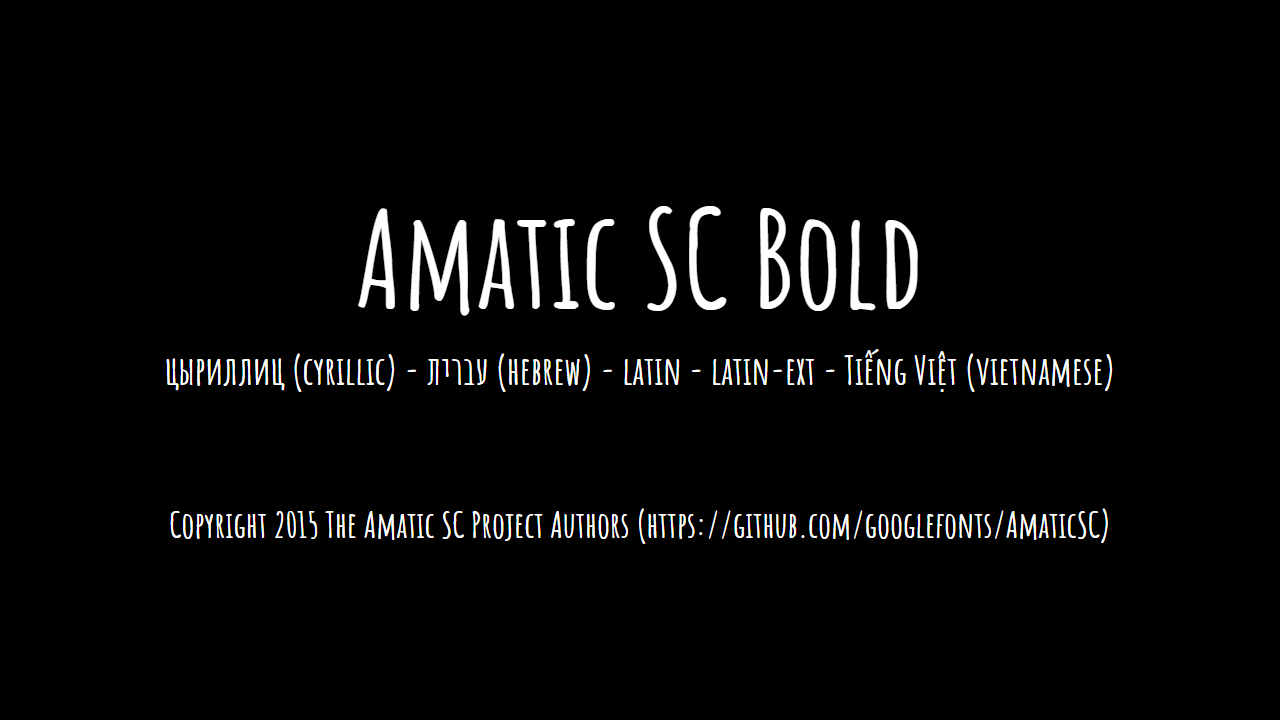 Amatic SC Bold
цыриллиц (cyrillic) - עברית (hebrew) - latin - latin-ext - Tiếng Việt (vietnamese)
Copyright 2015 The Amatic SC Project Authors (https://github.com/googlefonts/AmaticSC)